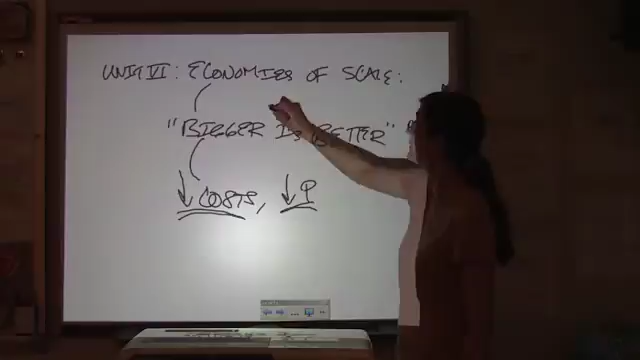 UNIT VI: ECONOMIES OF SCALE:
"BIGGER IS BETTER"
↓ COSTS, ↓ P